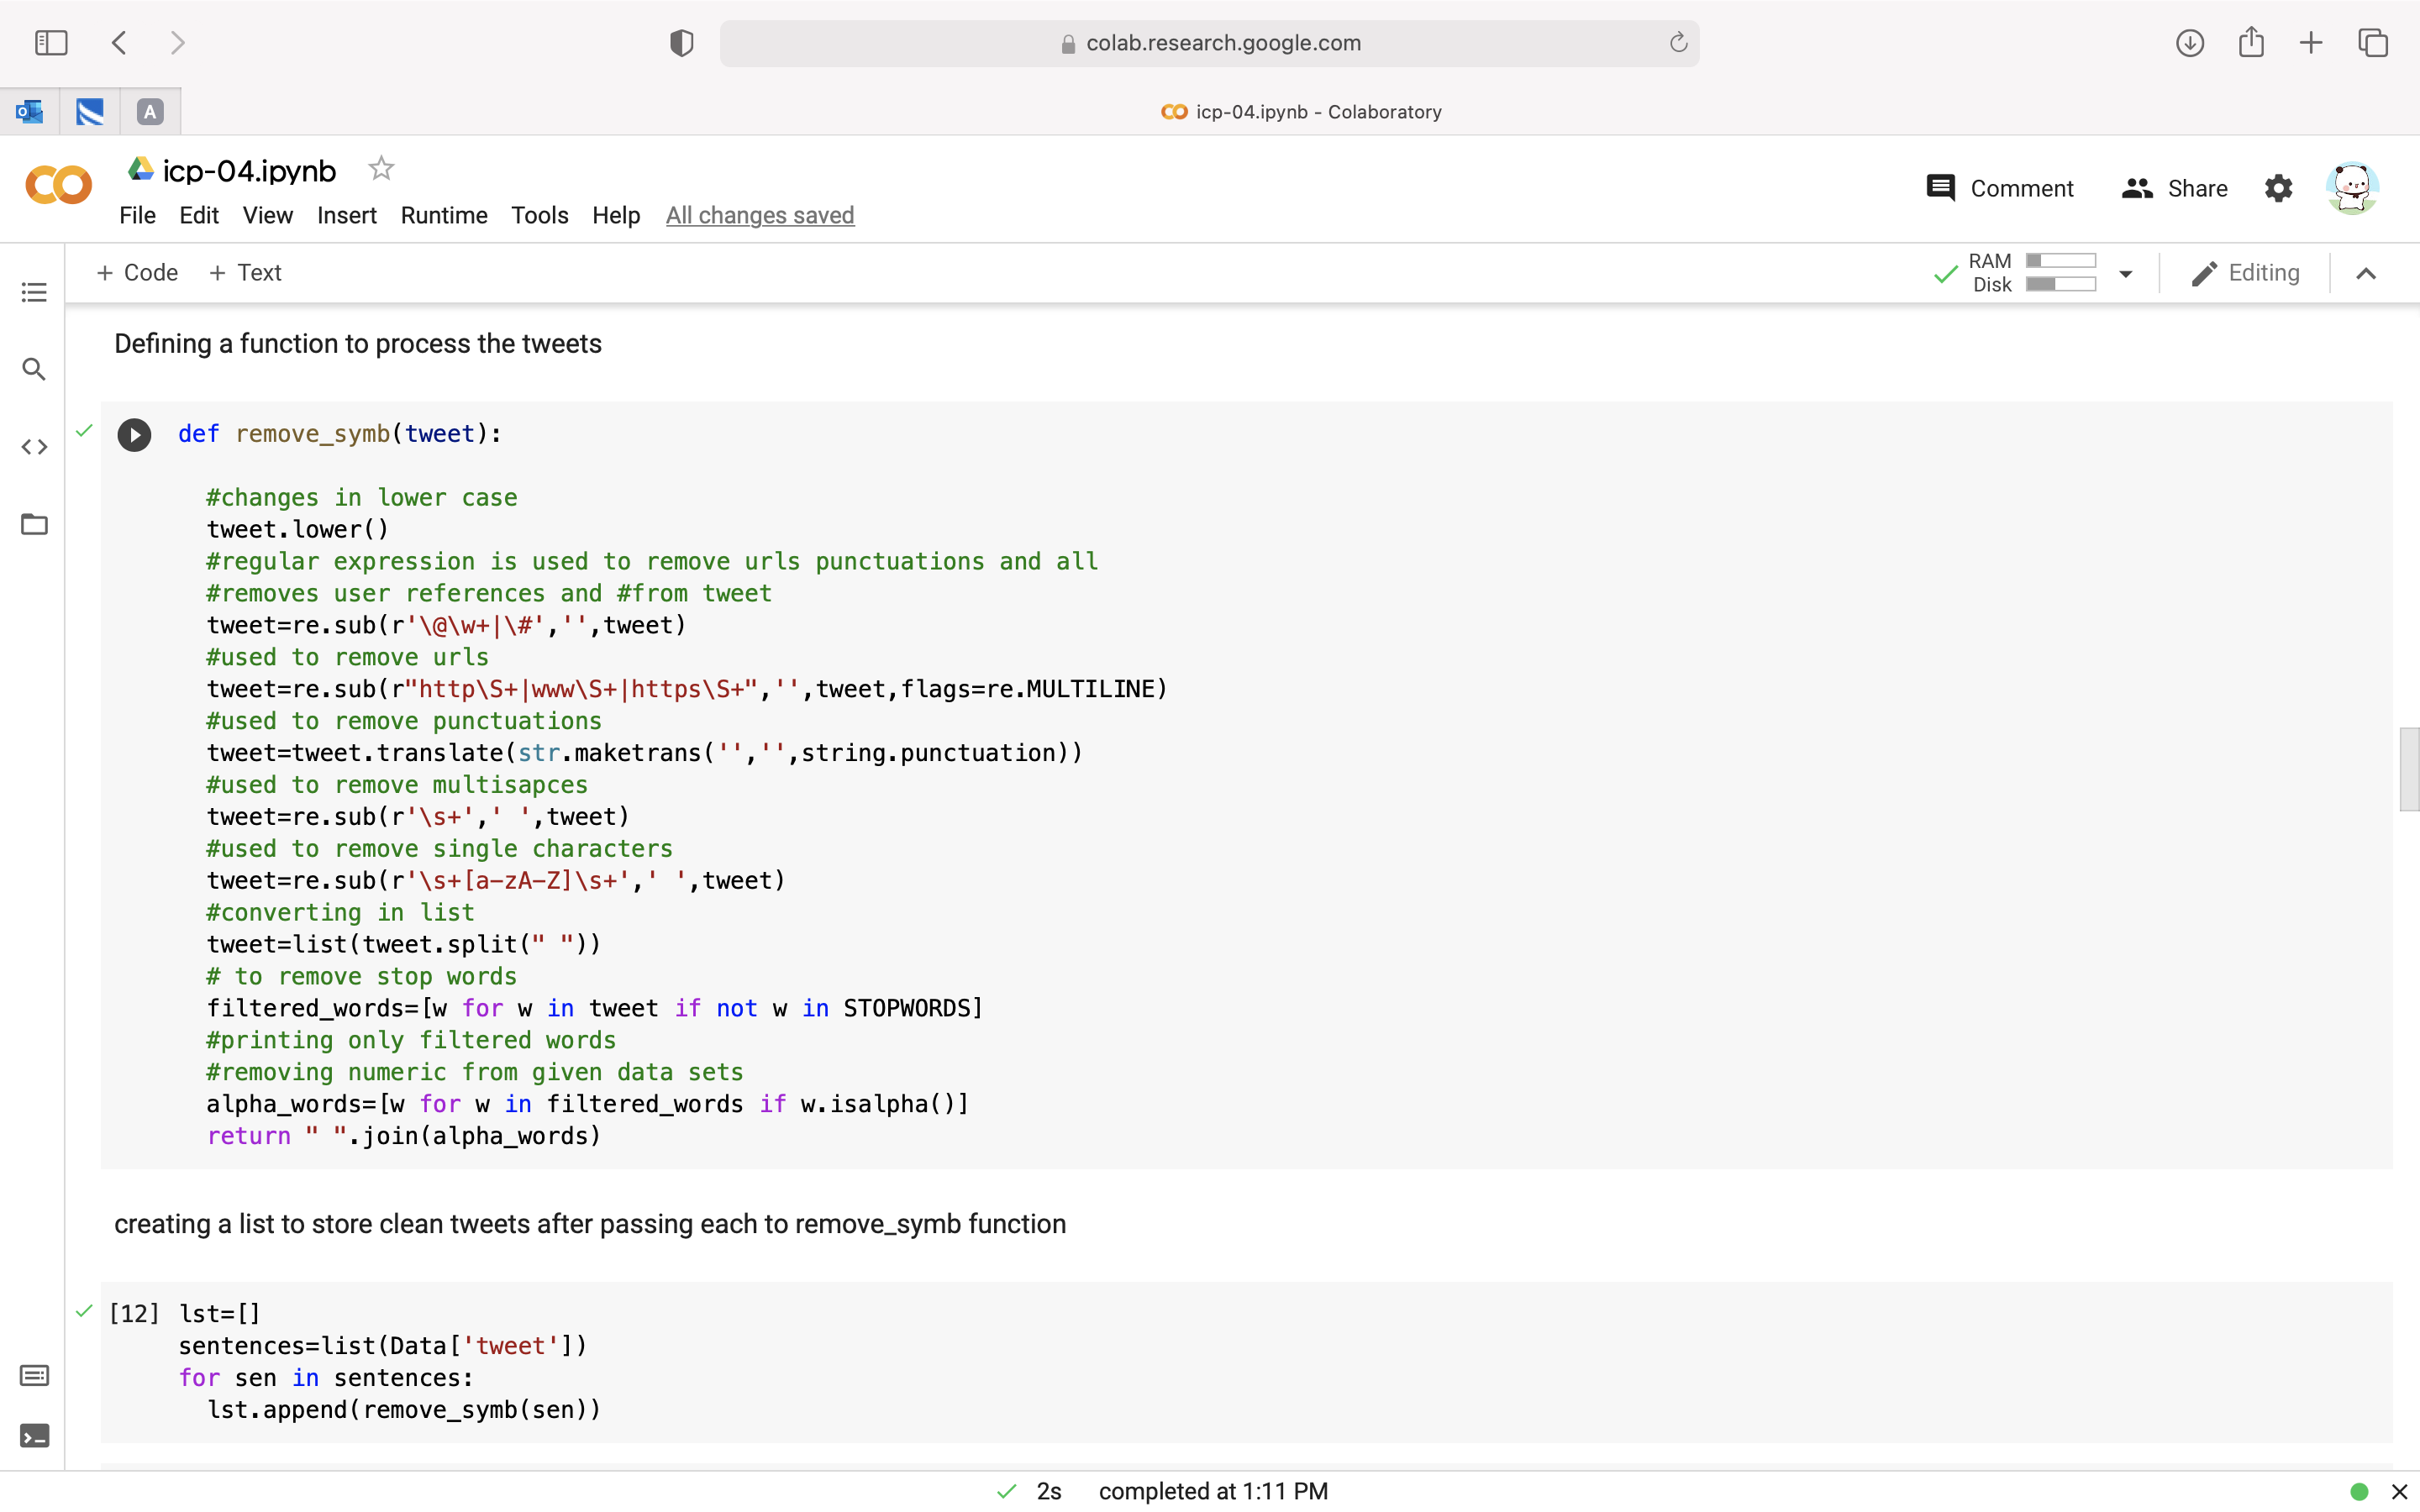 colab.research.google.com
A
icp-04.ipynb - Colaboratory
icp-04.ipynb
Comment
Share
File Edit View Insert Runtime Tools Help All changes saved
+ Code + Text
RAM
Disk
Editing
Defining a function to process the tweets
def remove_symb(tweet):
#changes in lower case
tweet.lower()
#regular expression is used to remove urls punctuations and all
#removes user references and #from tweet
tweet=re.sub(r'\@\w+|\#','',tweet)
#used to remove urls
tweet=re.sub(r"http\S+|www\S+|https\S+",'',tweet,flags=re.MULTILINE)
#used to remove punctuations
tweet=tweet.translate(str.maketrans('','',string.punctuation))
#used to remove multisapces
tweet=re.sub(r'\s+',' ',tweet)
#used to remove single characters
tweet=re.sub(r'\s+[a-zA-Z]\s+',' ',tweet)
#converting in list
tweet=list(tweet.split(" "))
# to remove stop words
filtered_words=[w for w in tweet if not w in STOPWORDS]
#printing only filtered words
#removing numeric from given data sets
alpha_words=[w for w in filtered_words if w.isalpha()]
return " ".join(alpha_words)
creating a list to store clean tweets after passing each to remove_symb function
[12] lst=[]
sentences=list(Data['tweet'])
for sen in sentences:
lst.append(remove_symb(sen))
2s completed at 1:11 PM